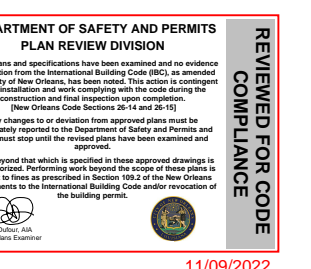 ARTMENT OF SAFETY AND PERMITS
PLAN REVIEW DIVISION
ans and specifications have been examined and no evidence
tion from the International Building Code (IBC), as amended
ty of New Orleans, has been noted. This action is contingent
installation and work complying with the code during the
construction and final inspection upon completion.
[New Orleans Code Sections 26-14 and 26-15]
y changes to or deviation from approved plans must be
ately reported to the Department of Safety and Permits and
must stop until the revised plans have been examined and
approved.
eyond that which is specified in these approved drawings is
orized. Performing work beyond the scope of these plans is
to fines as prescribed in Section 109.2 of the New Orleans
ents to the International Building Code and/or revocation of
the building permit.
Dufour, AIA
lans Examiner
REVIEWED FOR CODE
COMPLIANCE
11/09/2022